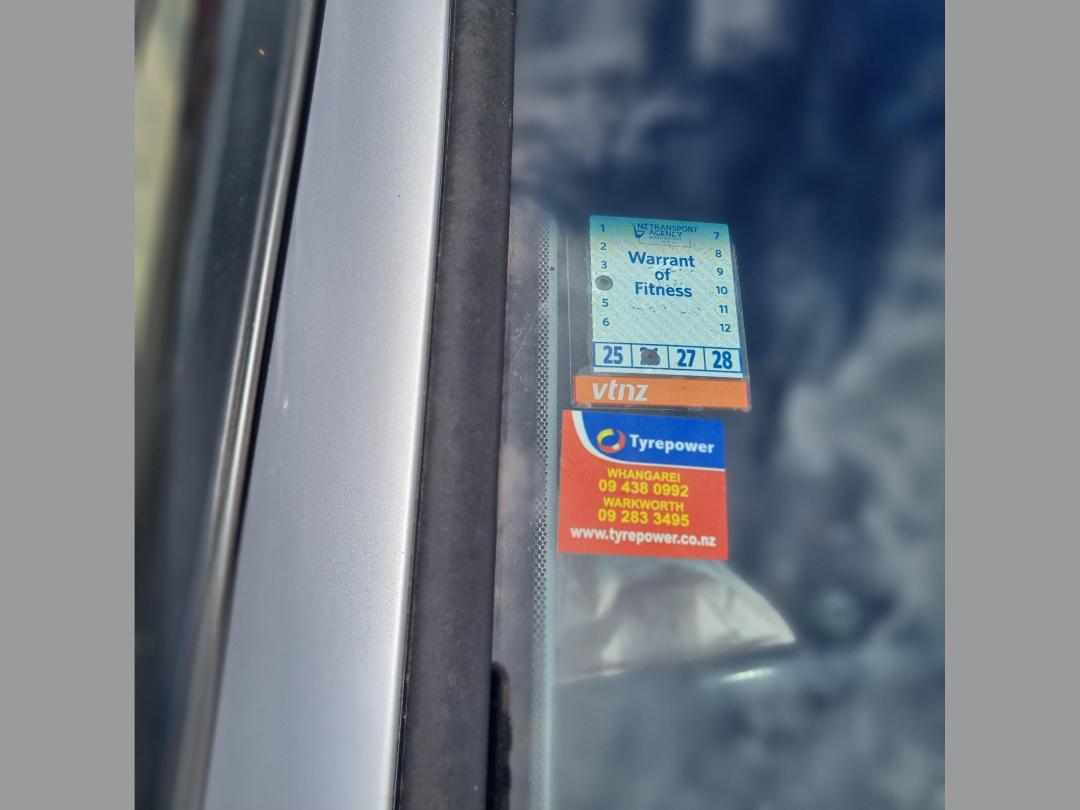 NZ TRANSPORT
AGENCY
1 7
2 8
3 9
10
5 11
6 12
Warrant
of
Fitness
25 27 28
vtnz
Tyrepower
WHANGAREI
09 438 0992
WARKWORTH
09 283 3495
www.tyrepower.co.nz